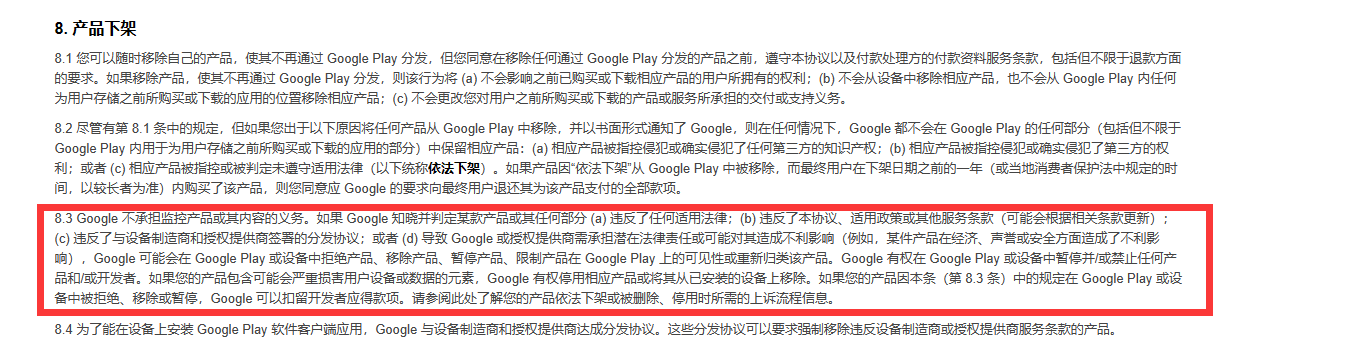 8. 产品下架
8.1 您可以随时移除自己的产品，使其不再通过 Google Play 分发，但您同意在移除任何通过 Google Play 分发的产品之前，遵守本协议以及付款处理方的付款资料服务条款，包括但不限于退款方面
的要求。如果移除产品，使其不再通过 Google Play 分发，则该行为将 (a) 不会影响之前已购买或下载相应产品的用户所拥有的权利；(b) 不会从设备中移除相应产品，也不会从 Google Play 内任何
为用户存储之前所购买或下载的应用的位置移除相应产品；(c) 不会更改您对用户之前所购买或下载的产品或服务所承担的交付或支持义务。
8.2 尽管有第 8.1 条中的规定，但如果您出于以下原因将任何产品从 Google Play 中移除，并以书面形式通知了 Google，则在任何情况下，Google 都不会在 Google Play 的任何部分（包括但不限于
Google Play 内用于为用户存储之前所购买或下载的应用的部分）中保留相应产品：(a) 相应产品被指控侵犯或确实侵犯了任何第三方的知识产权；(b) 相应产品被指控侵犯或确实侵犯了第三方的权
利；或者 (c) 相应产品被指控或被判定未遵守适用法律（以下统称依法下架）。如果产品因“依法下架”从 Google Play 中被移除，而最终用户在下架日期之前的一年（或当地消费者保护法中规定的时
间，以较长者为准）内购买了该产品，则您同意应 Google 的要求向最终用户退还其为该产品支付的全部款项。
8.3 Google 不承担监控产品或其内容的义务。如果 Google 知晓并判定某款产品或其任何部分 (a) 违反了任何适用法律；(b) 违反了本协议、适用政策或其他服务条款（可能会根据相关条款更新）；
(c) 违反了与设备制造商和授权提供商签署的分发协议；或者 (d) 导致 Google 或授权提供商需承担潜在法律责任或可能对其造成不利影响（例如，某件产品在经济、声誉或安全方面造成了不利影
响），Google 可能会在 Google Play 或设备中拒绝产品、移除产品、暂停产品、限制产品在 Google Play 上的可见性或重新归类该产品。Google 有权在 Google Play 或设备中暂停并/或禁止任何产
品和/或开发者。如果您的产品包含可能会严重损害用户设备或数据的元素，Google 有权停用相应产品或将其从已安装的设备上移除。如果您的产品因本条（第 8.3 条）中的规定在 Google Play 或设
备中被拒绝、移除或暂停，Google 可以扣留开发者应得款项。请参阅此处了解您的产品依法下架或被删除、停用时所需的上诉流程信息。
8.4 为了能在设备上安装 Google Play 软件客户端应用，Google 与设备制造商和授权提供商达成分发协议。这些分发协议可以要求强制移除违反设备制造商或授权提供商服务条款的产品。